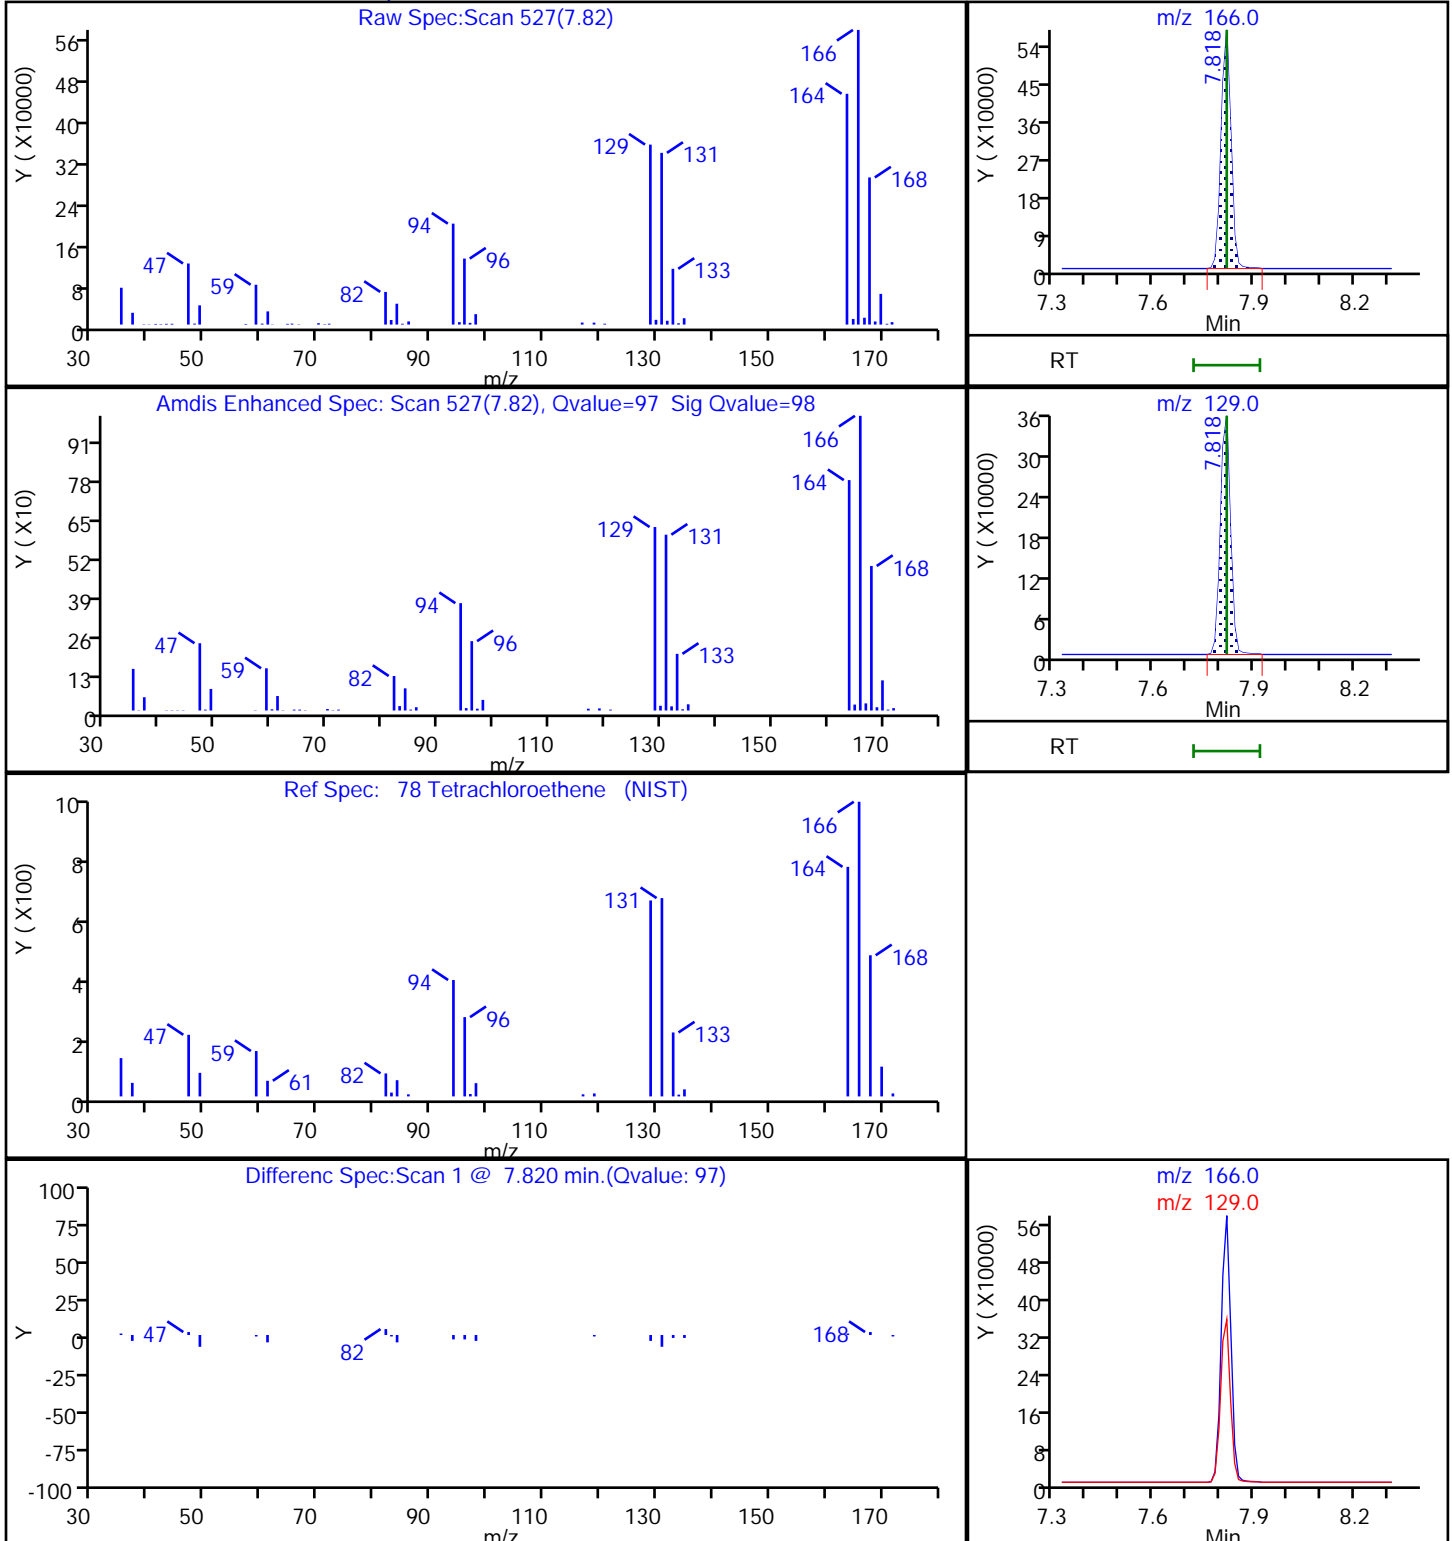 Raw Spec:Scan 527(7.82)
Y ( X10000)
56
48
40
32
24
16
8
0
166
164
129
131
168
94
96
133
47
59
82
30 50 70 90 110 130 150 170
m/z
m/z 166.0
Y ( X10000)
54
45
36
27
18
9
0
7.818
7.3 7.6 7.9 8.2
Min
RT
Amdis Enhanced Spec: Scan 527(7.82), Qvalue=97 Sig Qvalue=98
Y ( X10)
91
78
65
52
39
26
13
0
166
164
129
131
168
94
96
133
47
59
82
30 50 70 90 110 130 150 170
m/z
m/z 129.0
Y ( X10000)
36
30
24
18
12
6
0
7.818
7.3 7.6 7.9 8.2
Min
RT
Ref Spec: 78 Tetrachloroethene (NIST)
Y ( X100)
10
8
6
4
2
0
166
164
131
168
94
96
133
47
59
61
82
30 50 70 90 110 130 150 170
m/z
Differenc Spec:Scan 1 @ 7.820 min.(Qvalue: 97)
Y
100
75
50
25
0
-25
-50
-75
-100
47
82
168
30 50 70 90 110 130 150 170
m/z
m/z 166.0
m/z 129.0
Y ( X10000)
56
48
40
32
24
16
8
0
7.3 7.6 7.9 8.2
Min